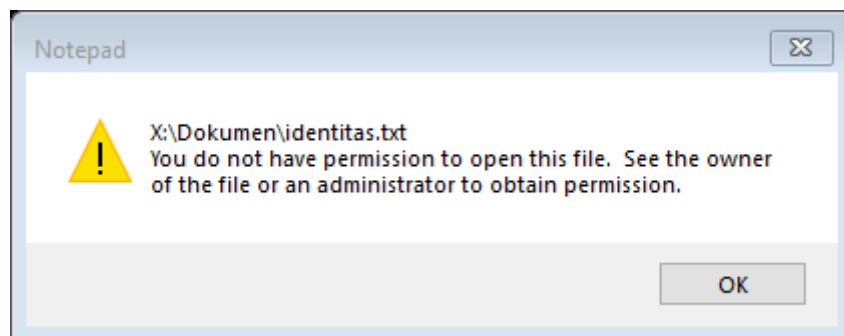 Notepad
X:\Dokumen\identitas.txt
You do not have permission to open this file.  See the owner
of the file or an administrator to obtain permission.
OK